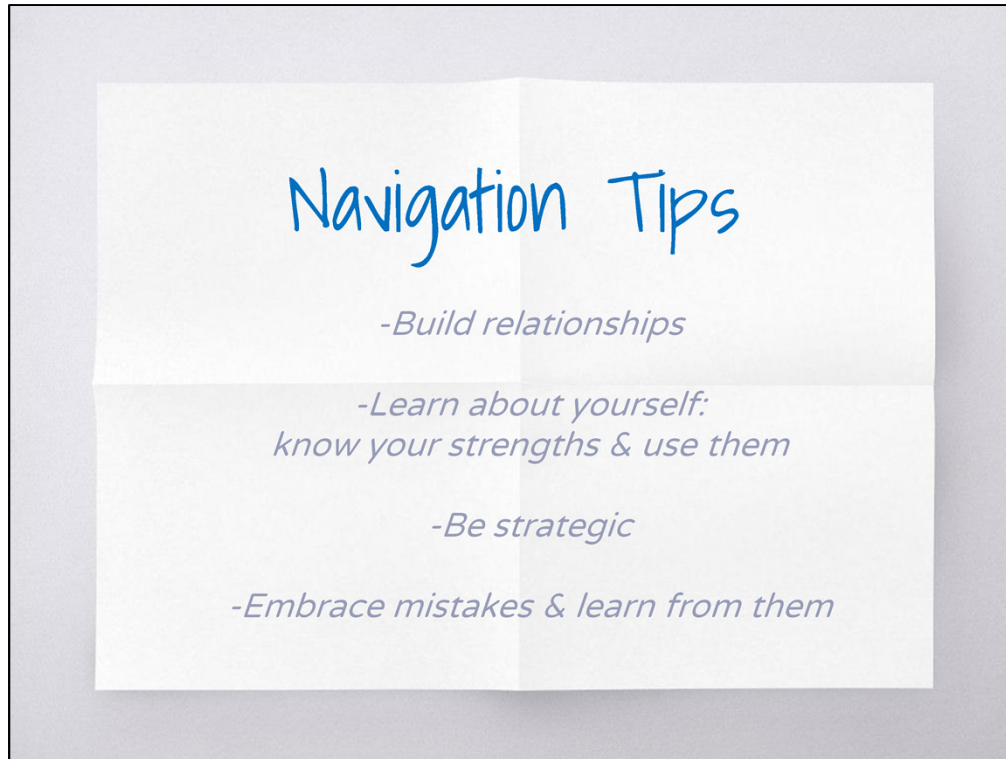 Navigation Tips
-Build relationships
-Learn about yourself:
know your strengths & use them
-Be strategic
-Embrace mistakes & learn from them